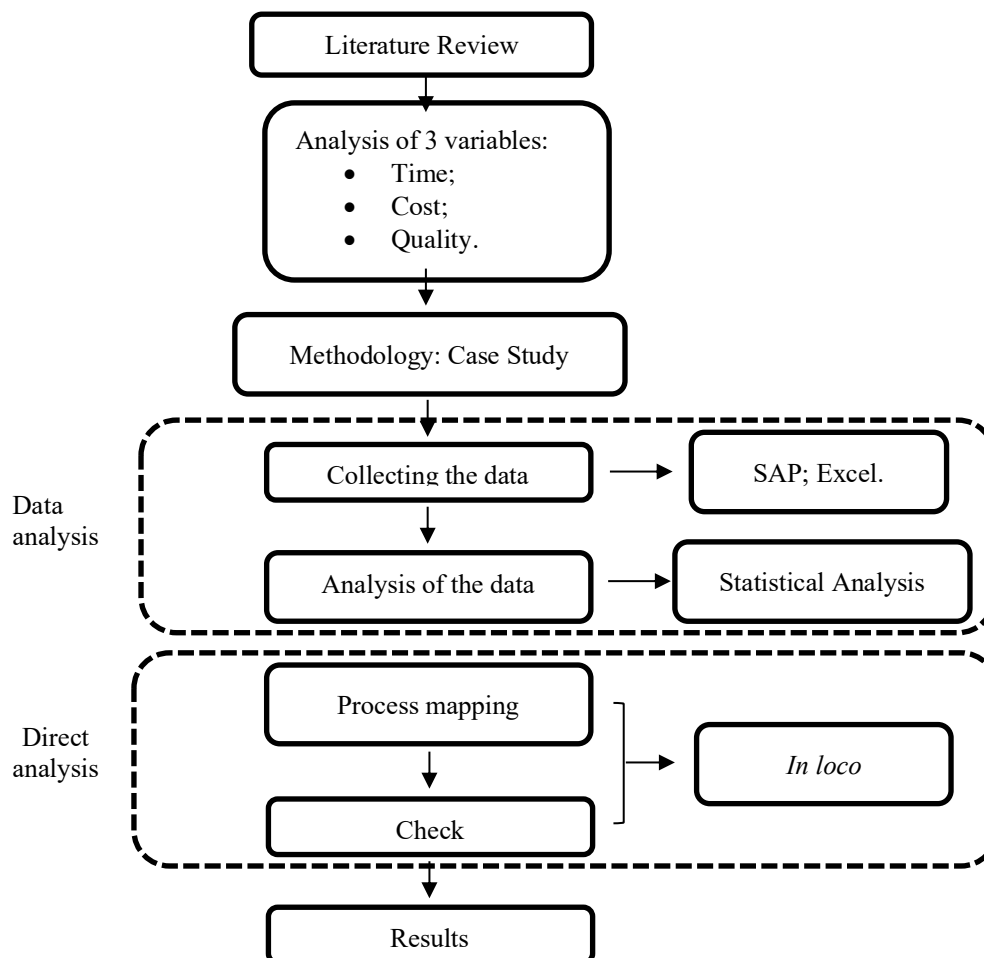 Literature Review
Analysis of 3 variables:
• Time;
• Cost;
• Quality.
Methodology: Case Study
Data
analysis
Collecting the data
SAP; Excel.
Analysis of the data
Statistical Analysis
Direct
analysis
Process mapping
In loco
Check
Results